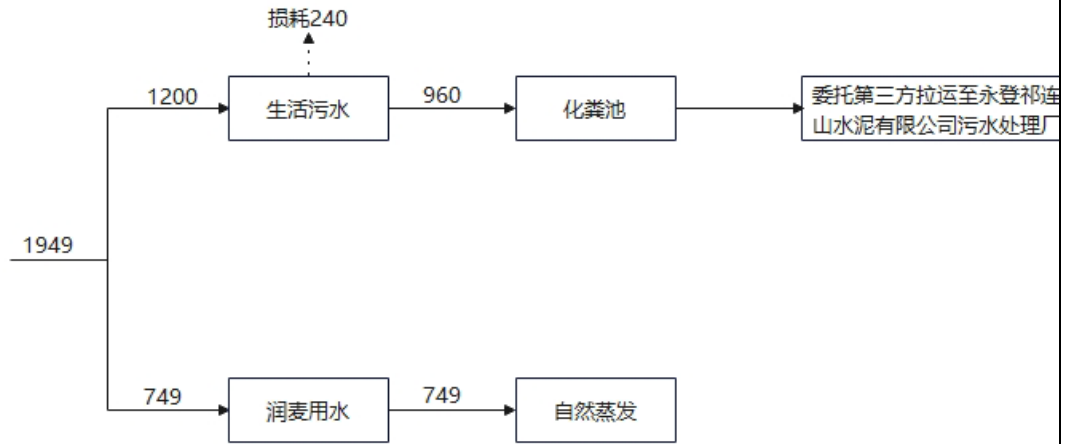 损耗240
1200
生活污水
960
化粪池
委托第三方拉运至永登祁连
山水泥有限公司污水处理厂
1949
749
润麦用水
749
自然蒸发